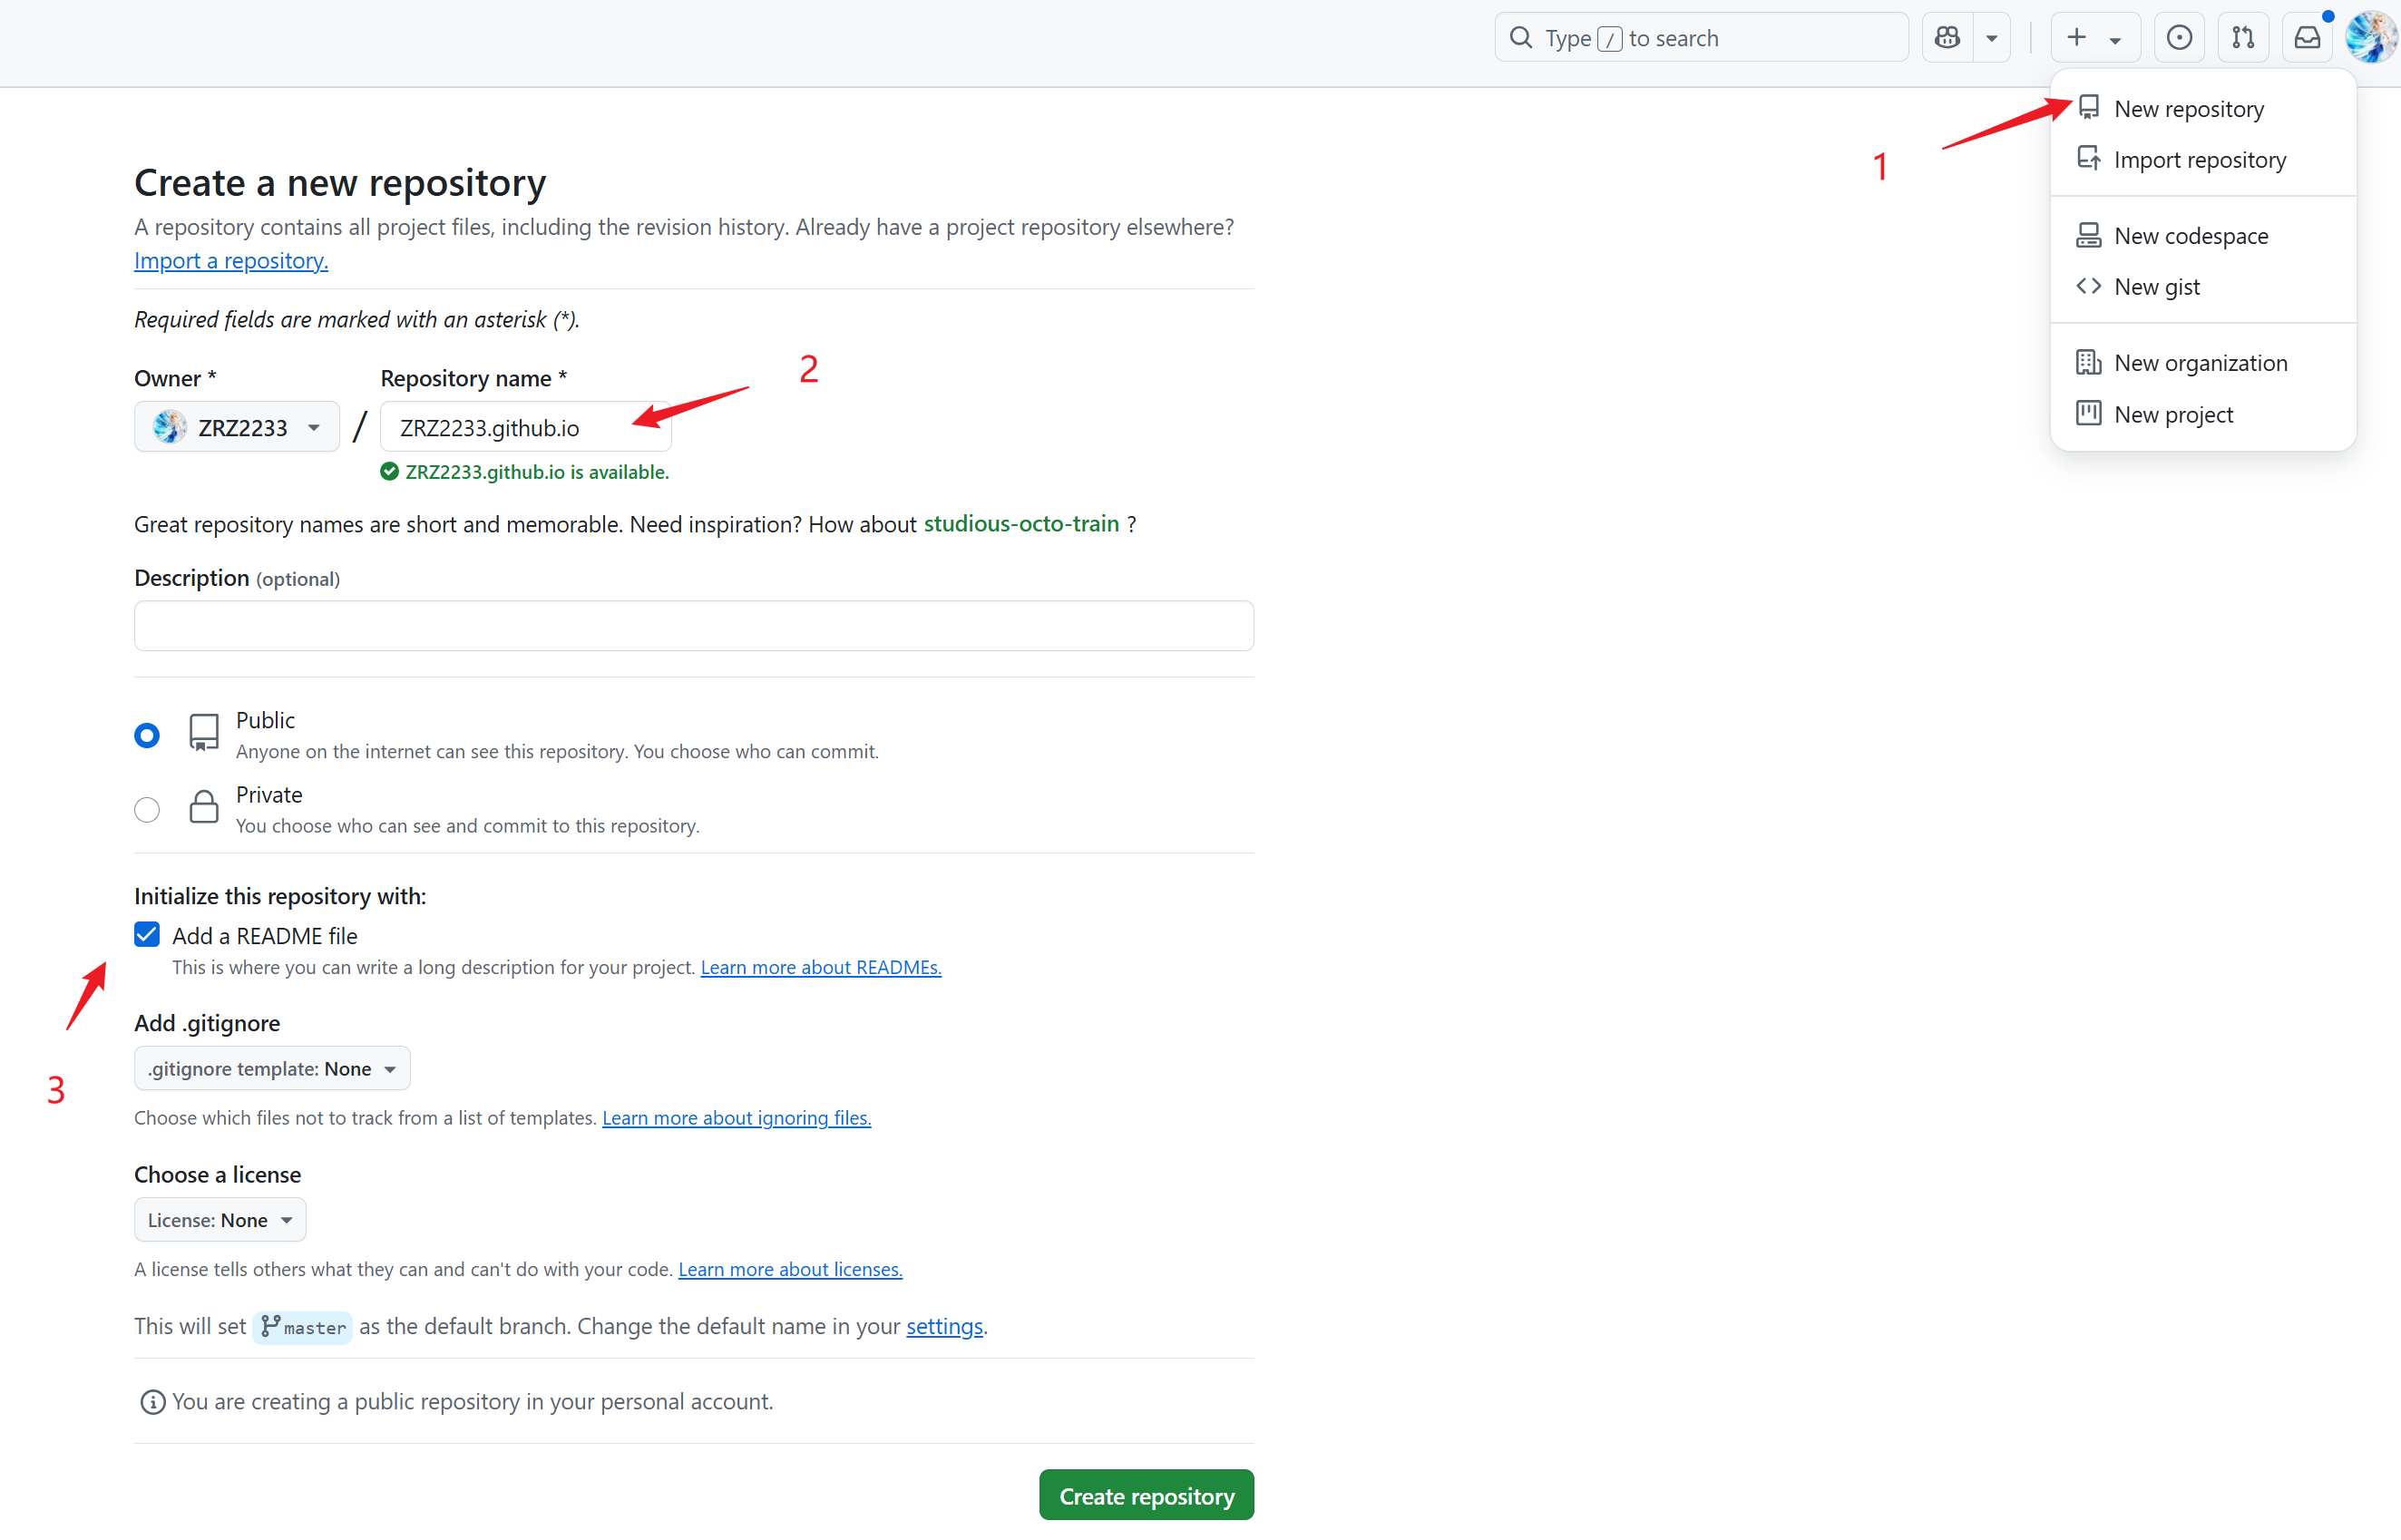 Type / to search
1
New repository
Import repository
New codespace
New gist
New organization
New project
Create a new repository
A repository contains all project files, including the revision history. Already have a project repository elsewhere?
Import a repository.
Required fields are marked with an asterisk (*).
2
Owner *
Repository name *
ZRZ2233
/
ZRZ2233.github.io
ZRZ2233.github.io is available.
Great repository names are short and memorable. Need inspiration? How about studious-octo-train ?
Description (optional)
Public
Anyone on the internet can see this repository. You choose who can commit.
Private
You choose who can see and commit to this repository.
Initialize this repository with:
Add a README file
This is where you can write a long description for your project. Learn more about READMEs.
3
Add .gitignore
.gitignore template: None
Choose which files not to track from a list of templates. Learn more about ignoring files.
Choose a license
License: None
A license tells others what they can and can't do with your code. Learn more about licenses.
This will set master as the default branch. Change the default name in your settings.
You are creating a public repository in your personal account.
Create repository